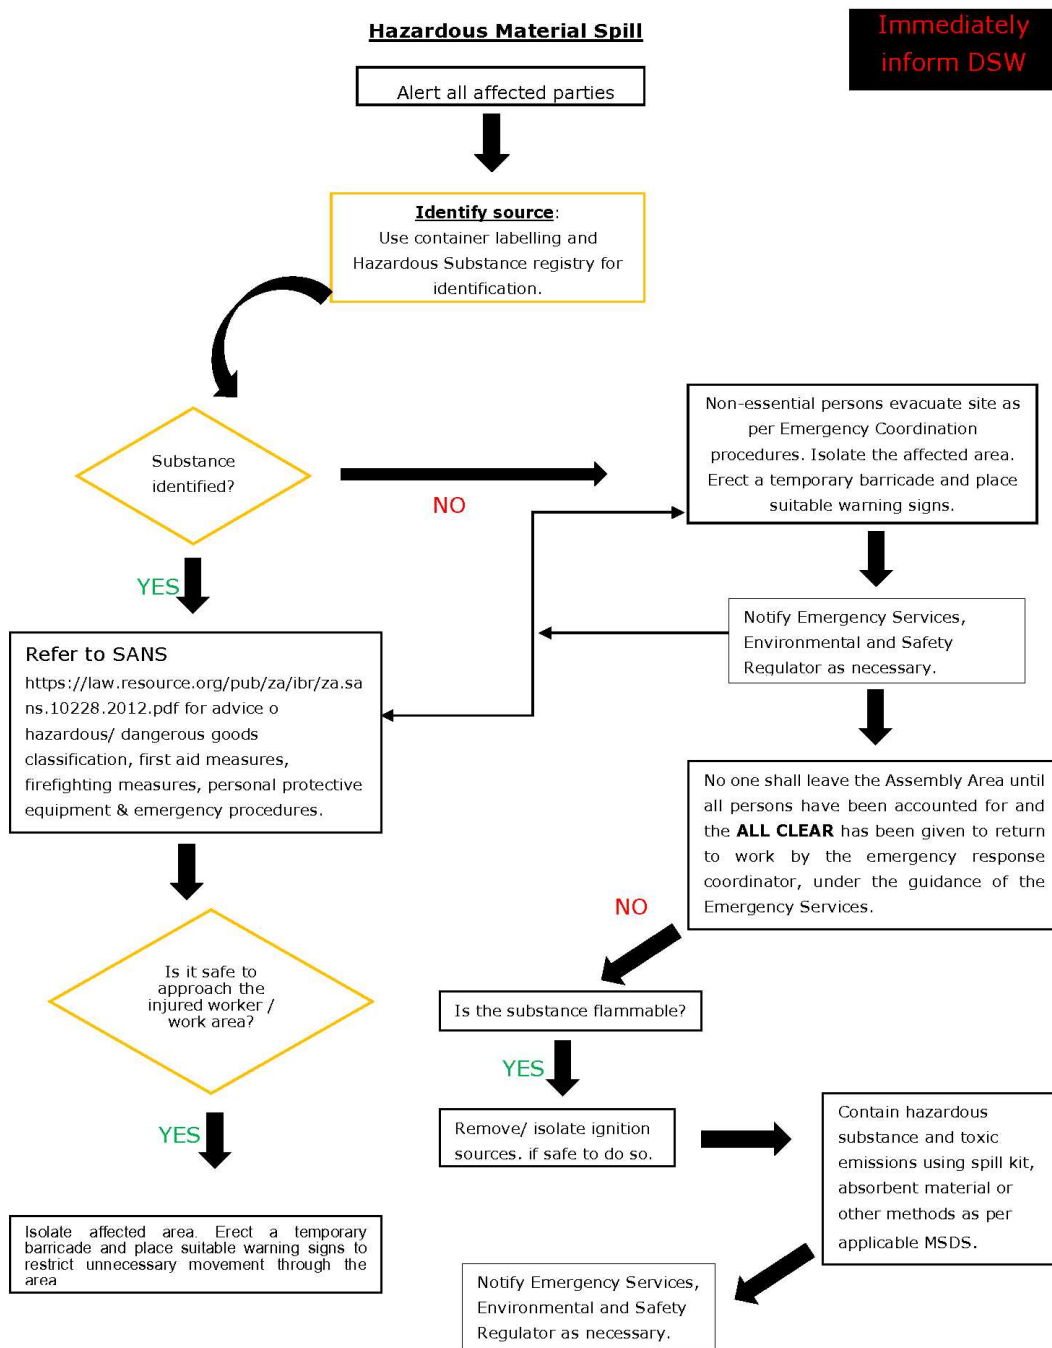 Hazardous Material Spill
Immediately
inform DSW
Alert all affected parties
Identify source:
Use container labelling and
Hazardous Substance registry for
identification.
Substance
identified?
NO
Non-essential persons evacuate site as
per Emergency Coordination
procedures. Isolate the affected area.
Erect a temporary barricade and place
suitable warning signs.
YES
Notify Emergency Services,
Environmental and Safety
Regulator as necessary.
Refer to SANS
https://law.resource.org/pub/za/ibr/za.sa
ns.10228.2012.pdf for advice o
hazardous/ dangerous goods
classification, first aid measures,
firefighting measures, personal protective
equipment & emergency procedures.
No one shall leave the Assembly Area until
all persons have been accounted for and
the ALL CLEAR has been given to return
to work by the emergency response
coordinator, under the guidance of the
Emergency Services.
NO
Is it safe to
approach the
injured worker /
work area?
Is the substance flammable?
YES
YES
Remove/ isolate ignition
sources. if safe to do so.
Contain hazardous
substance and toxic
emissions using spill kit,
absorbent material or
other methods as per
applicable MSDS.
Isolate affected area. Erect a temporary
barricade and place suitable warning signs to
restrict unnecessary movement through the
area
Notify Emergency Services,
Environmental and Safety
Regulator as necessary.